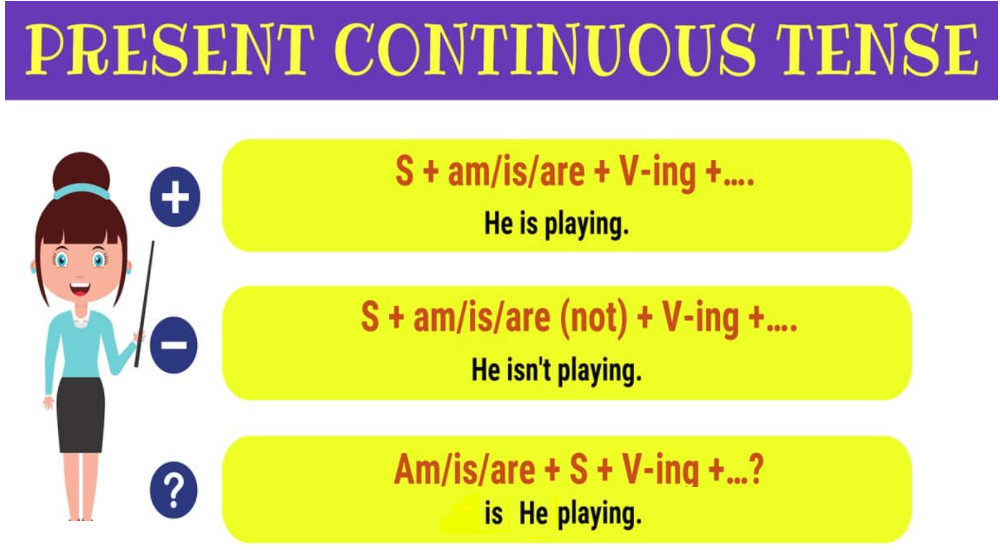 PRESENT CONTINUOUS TENSE
+
S + am/is/are + V-ing +....
He is playing.
−
S + am/is/are (not) + V-ing +....
He isn't playing.
?
Am/is/are + S + V-ing +...?
is He playing.